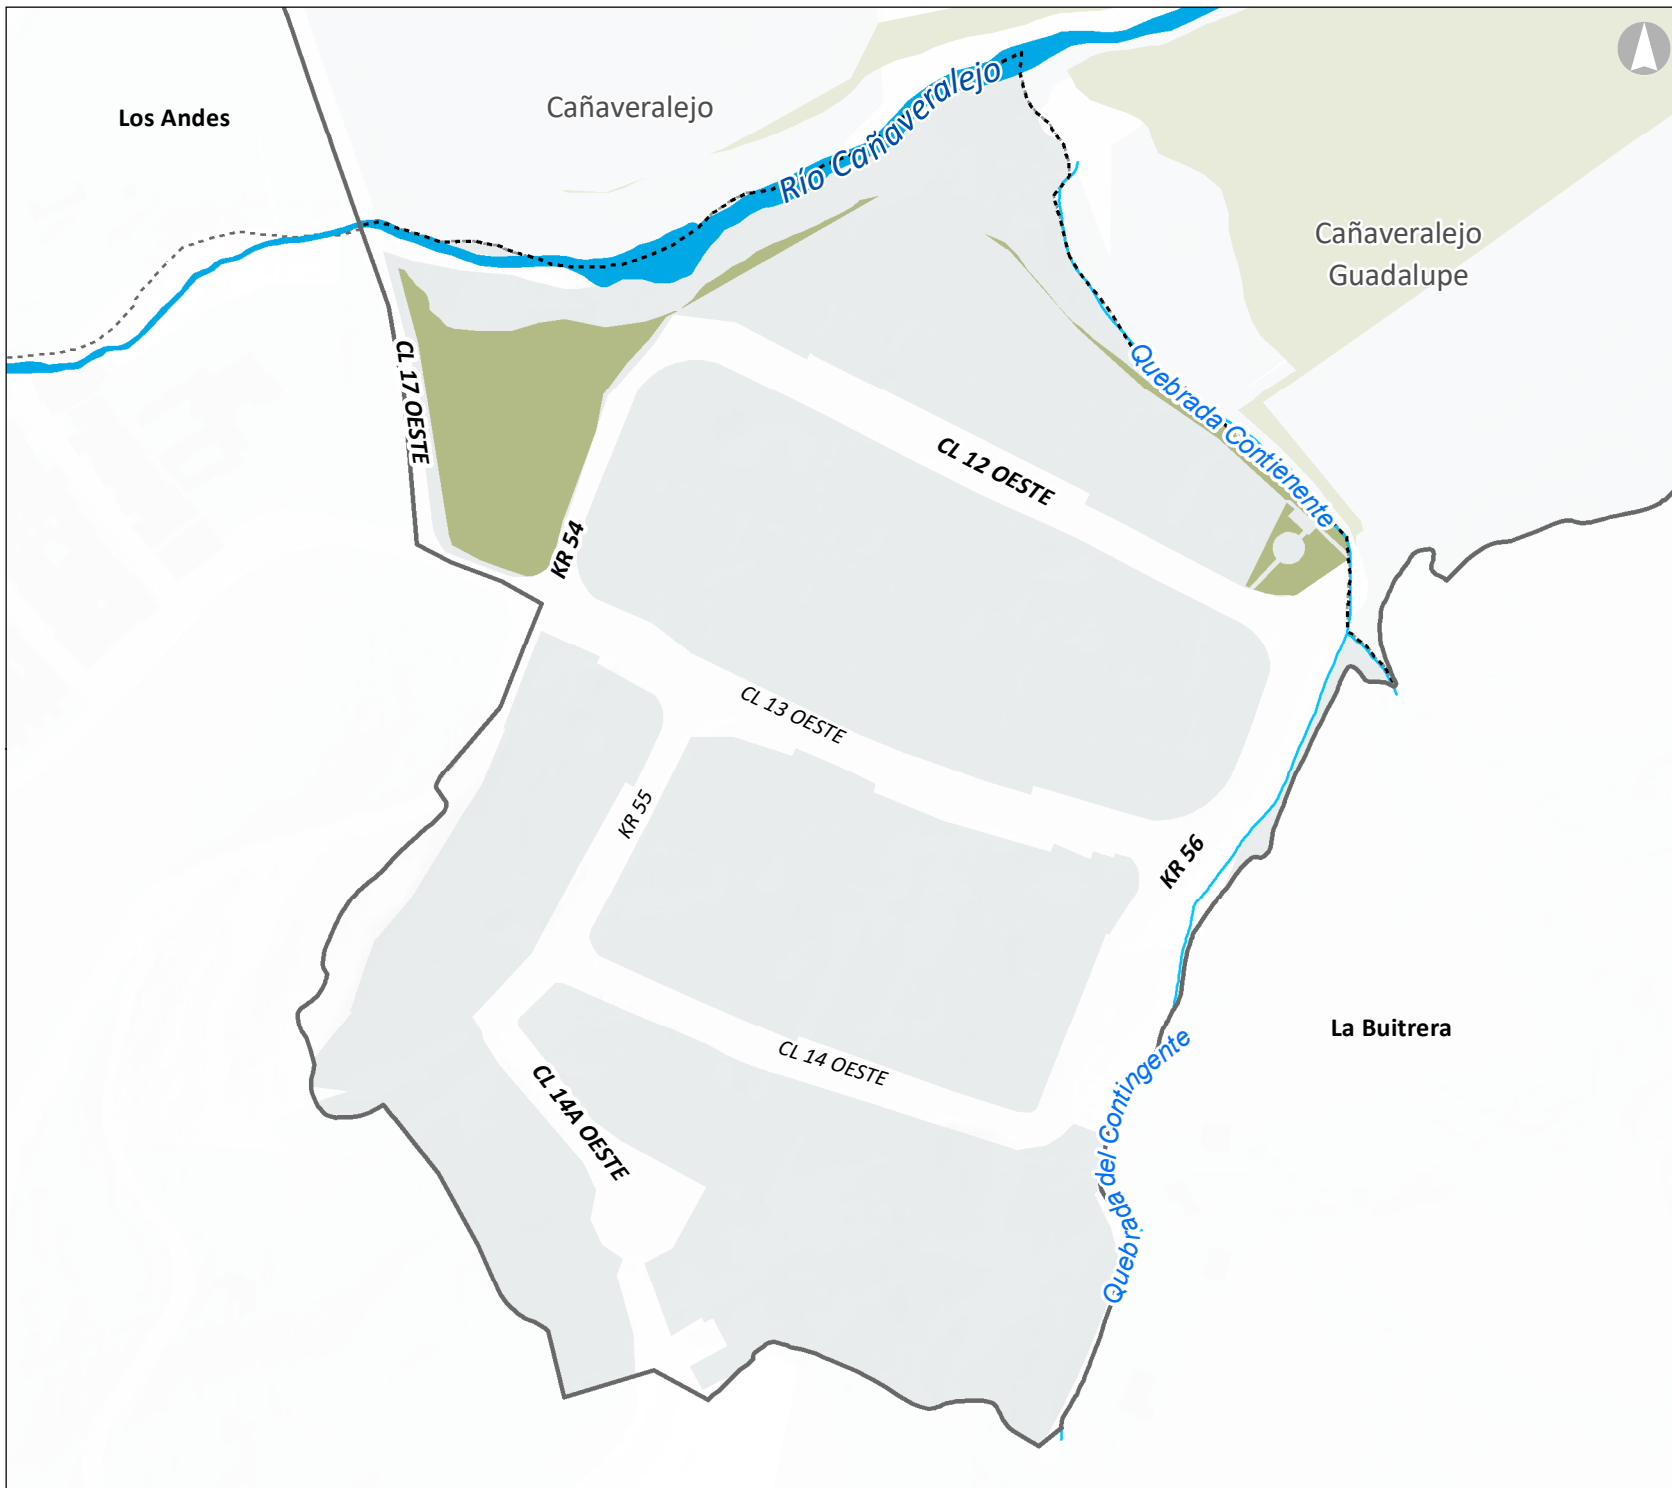 Los Andes
Cañaveralejo
Río Cañaveralejo
Cañaveralejo
Guadalupe
CL 17 OESTE
Quebrada Contienente
CL 12 OESTE
KR 54
CL 13 OESTE
KR 55
KR 56
La Buitrera
CL 14 OESTE
CL 14A OESTE
Quebrada del Contingente